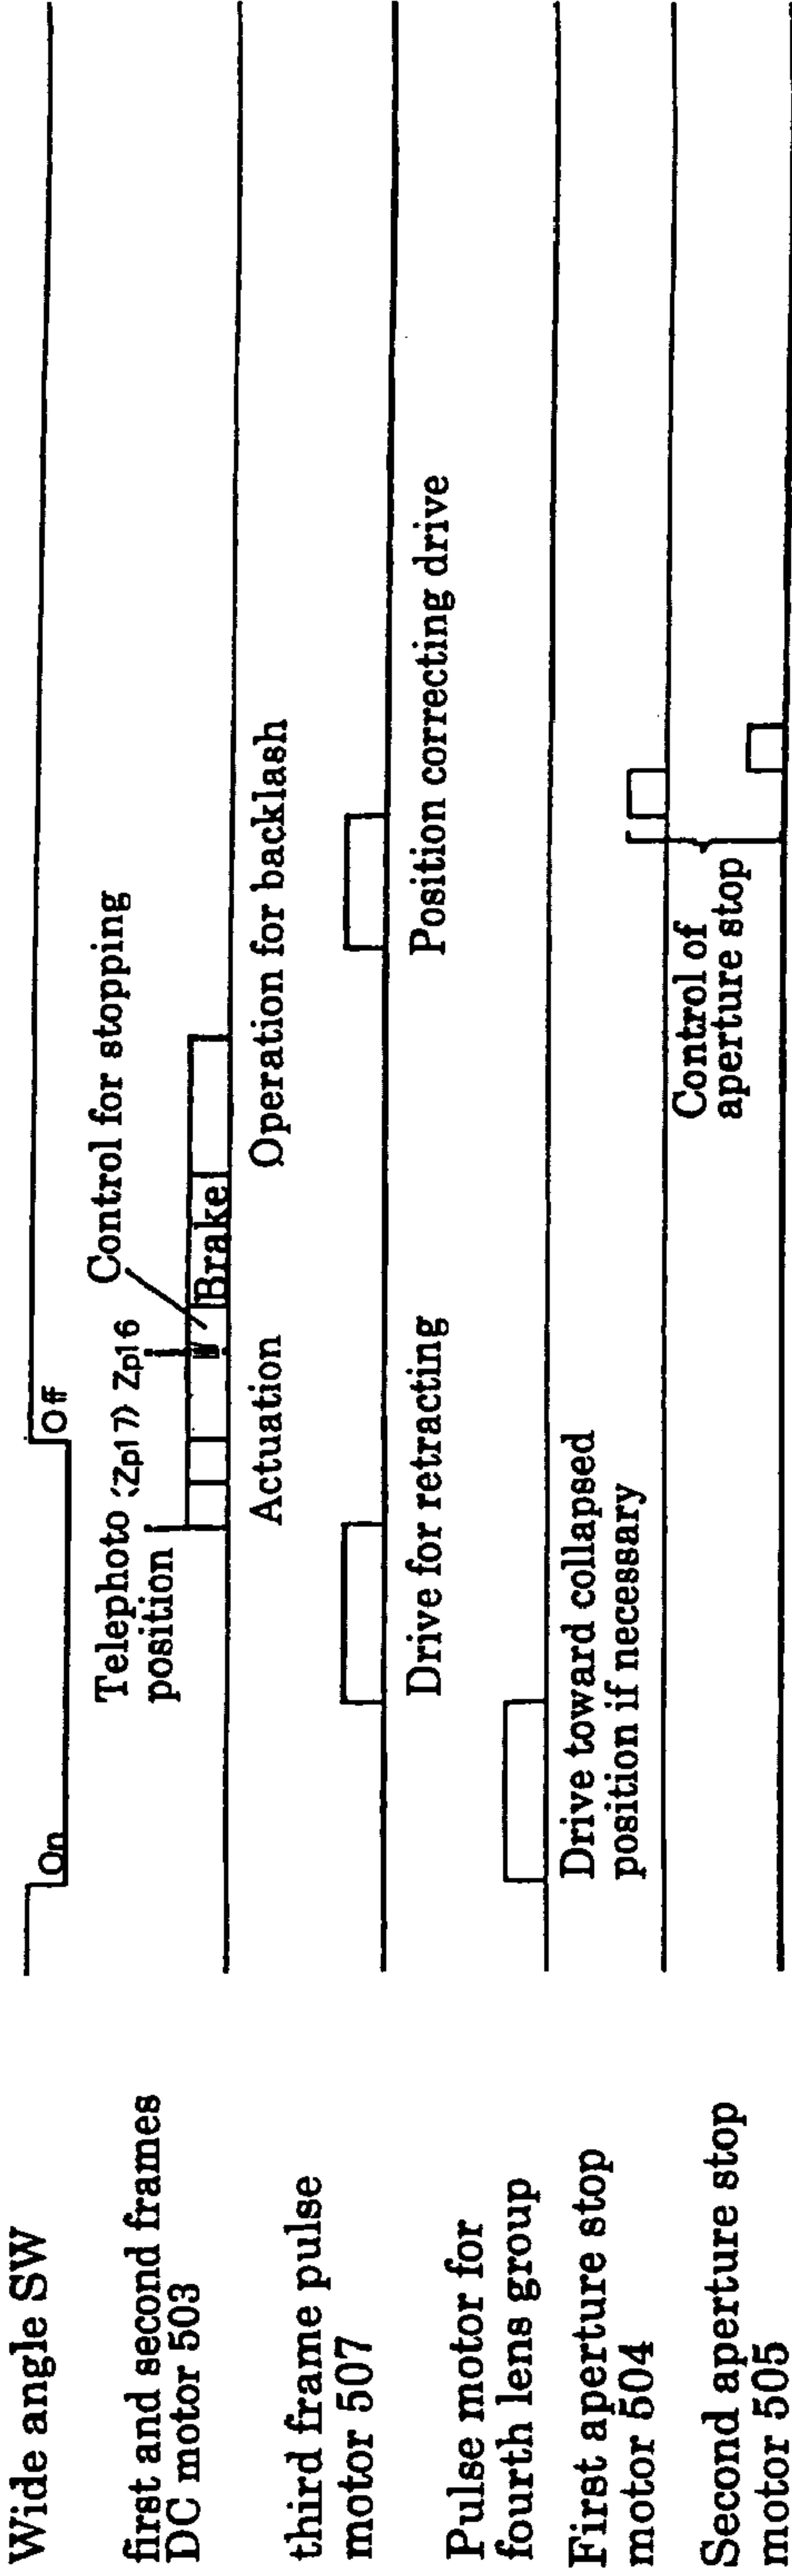 Wide angle SW
On
Off
first and second frames
DC motor 503
Telephoto
position
(Zp17) Zp16
Control for stopping
Brake
Actuation
Operation for backlash
third frame pulse
motor 507
Drive for retracting
Position correcting drive
Pulse motor for
fourth lens group
Drive toward collapsed
position if necessary
First aperture stop
motor 504
Control of
aperture stop
Second aperture stop
motor 505